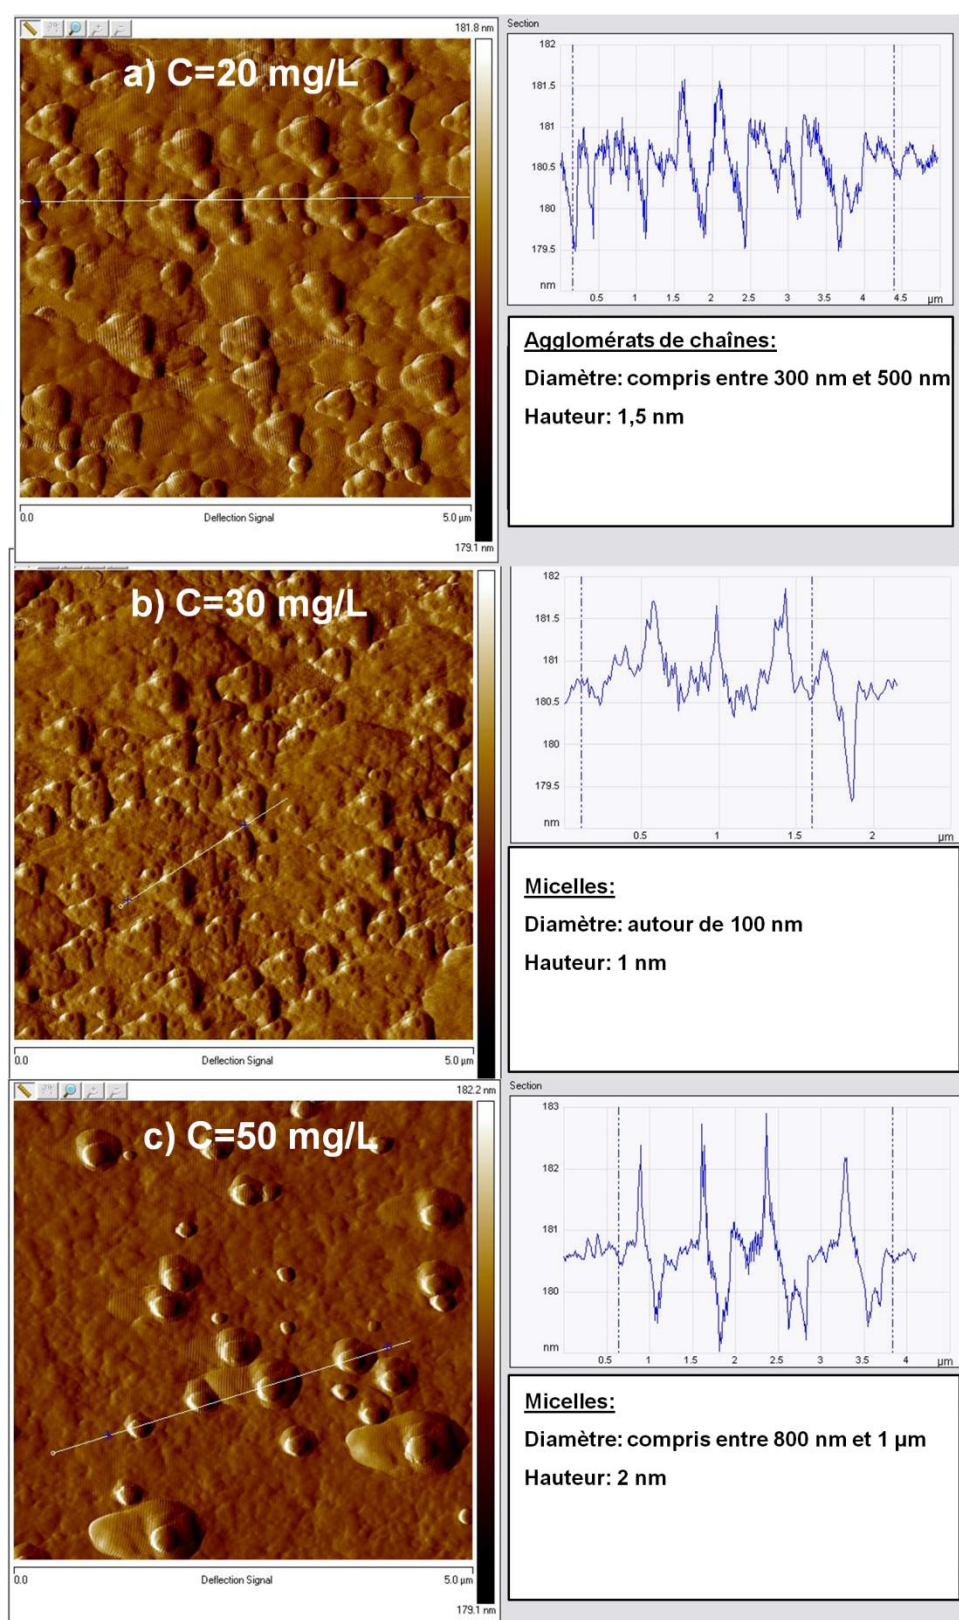 181.8 nm
a) C=20 mg/L
0.0 Deflection Signal 5.0 µm
179.1 nm
Section
182
181.5
181
180.5
180
179.5
nm
0.5 1 1.5 2 2.5 3 3.5 4 4.5 µm
Agglomérats de chaînes:
Diamètre: compris entre 300 nm et 500 nm
Hauteur: 1,5 nm
b) C=30 mg/L
0.0 Deflection Signal 5.0 µm
182
181.5
181
180.5
180
179.5
nm
0.5 1 1.5 2 µm
Micelles:
Diamètre: autour de 100 nm
Hauteur: 1 nm
182.2 nm
c) C=50 mg/L
0.0 Deflection Signal 5.0 µm
179.1 nm
Section
183
182
181
180
nm
0.5 1 1.5 2 2.5 3 3.5 4 µm
Micelles:
Diamètre: compris entre 800 nm et 1 µm
Hauteur: 2 nm